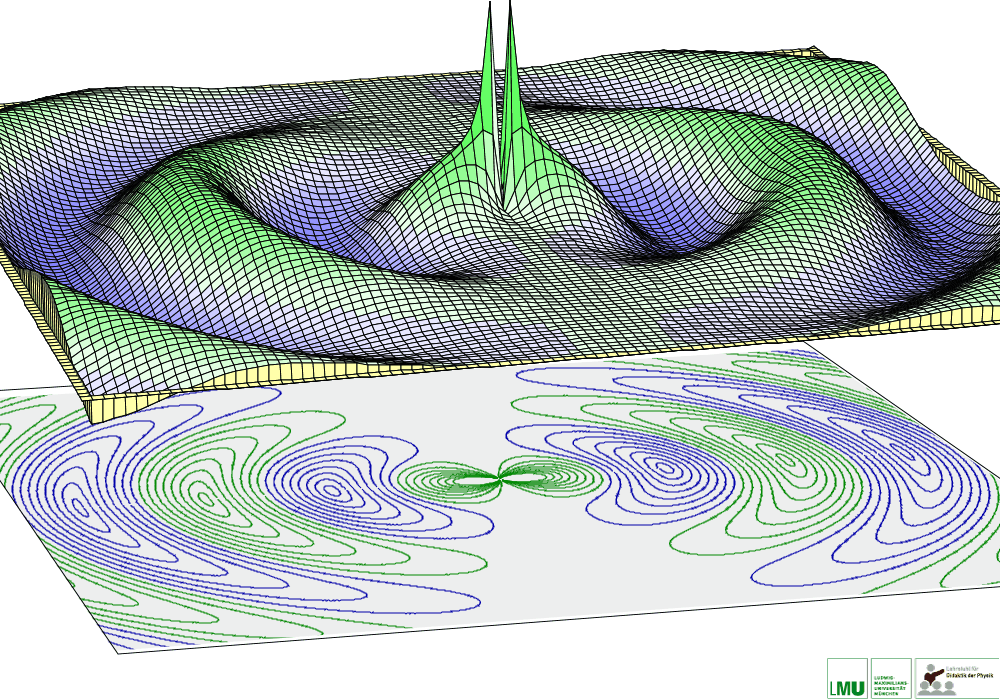 LMU
LUDWIG-
MAXIMILIANS-
UNIVERSITÄT
MÜNCHEN
Lehrstuhl für
Didaktik der Physik